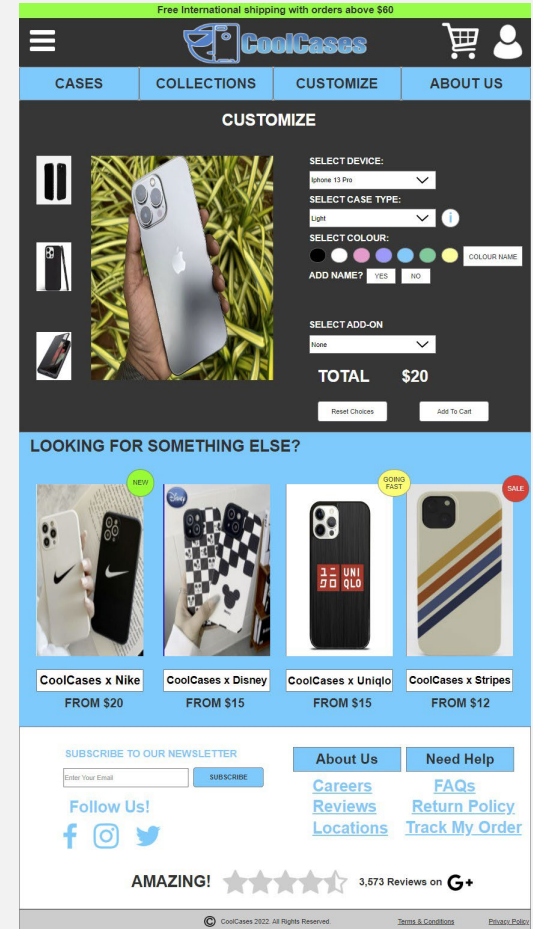 Free International shipping with orders above $60
CoolCases
CASES COLLECTIONS CUSTOMIZE ABOUT US
CUSTOMIZE
SELECT DEVICE:
Iphone 13 Pro
SELECT CASE TYPE:
Light
i
SELECT COLOUR:
COLOUR NAME
ADD NAME? YES NO
SELECT ADD-ON
None
TOTAL $20
Reset Choices Add To Cart
LOOKING FOR SOMETHING ELSE?
NEW
GOING
FAST
SALE
Disney
ユニ UNI
クロ QLO
CoolCases x Nike CoolCases x Disney CoolCases x Uniqlo CoolCases x Stripes
FROM $20 FROM $15 FROM $15 FROM $12
SUBSCRIBE TO OUR NEWSLETTER
Enter Your Email SUBSCRIBE
Follow Us!
About Us
Careers
Reviews
Locations
Need Help
FAQs
Return Policy
Track My Order
AMAZING! 3,573 Reviews on G+
© CoolCases 2022. All Rights Reserved. Terms & Conditions Privacy Policy